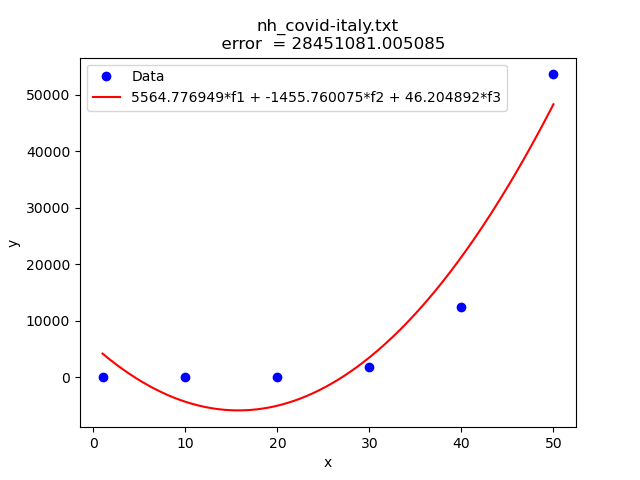 nh_covid-italy.txt
error = 28451081.005085
Data
5564.776949*f1 + -1455.760075*f2 + 46.204892*f3
50000
40000
30000
20000
10000
0
y
0 10 20 30 40 50
x